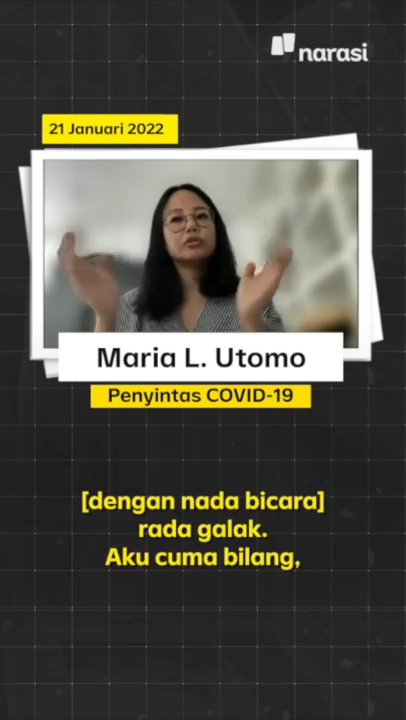 narasi
21 Januari 2022
Maria L. Utomo
Penyintas COVID-19
[dengan nada bicara]
rada galak.
Aku cuma bilang,